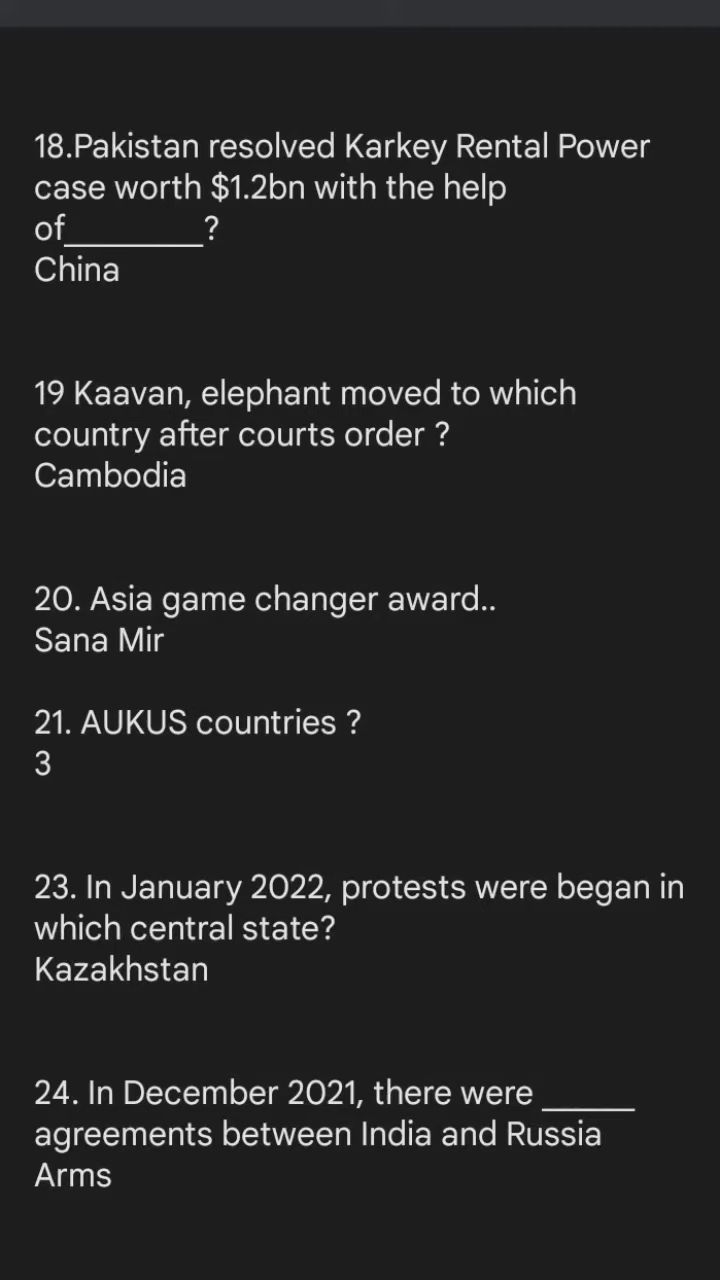 18.Pakistan resolved Karkey Rental Power
case worth $1.2bn with the help
of________?
China
19 Kaavan, elephant moved to which
country after courts order ?
Cambodia
20. Asia game changer award..
Sana Mir
21. AUKUS countries ?
3
23. In January 2022, protests were began in
which central state?
Kazakhstan
24. In December 2021, there were _____
agreements between India and Russia
Arms